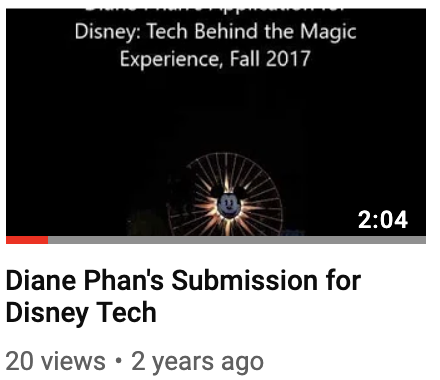 Disney: Tech Behind the Magic
Experience, Fall 2017
2:04
Diane Phan's Submission for
Disney Tech
20 views • 2 years ago